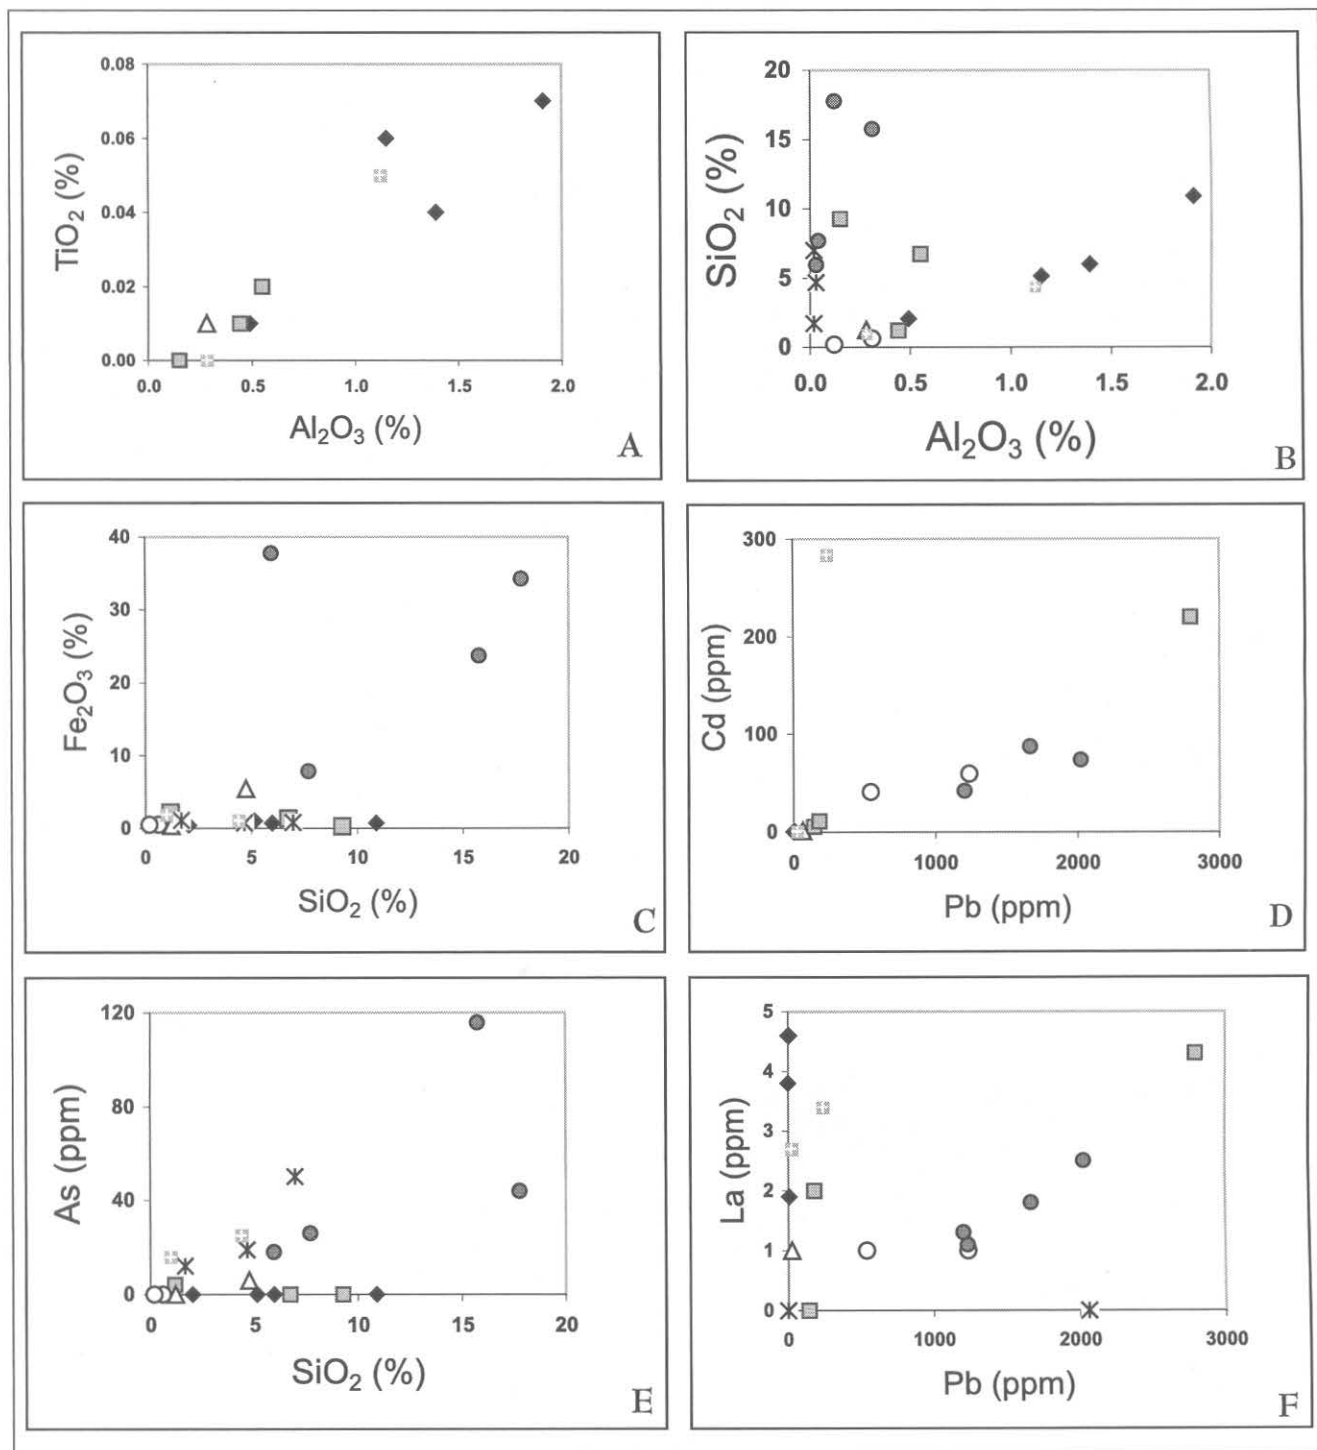 0.08
0.06
0.04
0.02
0.00
TiO2 (%)
0.0 0.5 1.0 1.5 2.0
Al2O3 (%)
A
20
15
10
5
0
SiO2 (%)
0.0 0.5 1.0 1.5 2.0
Al2O3 (%)
B
40
30
20
10
0
Fe2O3 (%)
0 5 10 15 20
SiO2 (%)
C
300
200
100
0
Cd (ppm)
0 1000 2000 3000
Pb (ppm)
D
120
80
40
0
As (ppm)
0 5 10 15 20
SiO2 (%)
E
5
4
3
2
1
0
La (ppm)
0 1000 2000 3000
Pb (ppm)
F